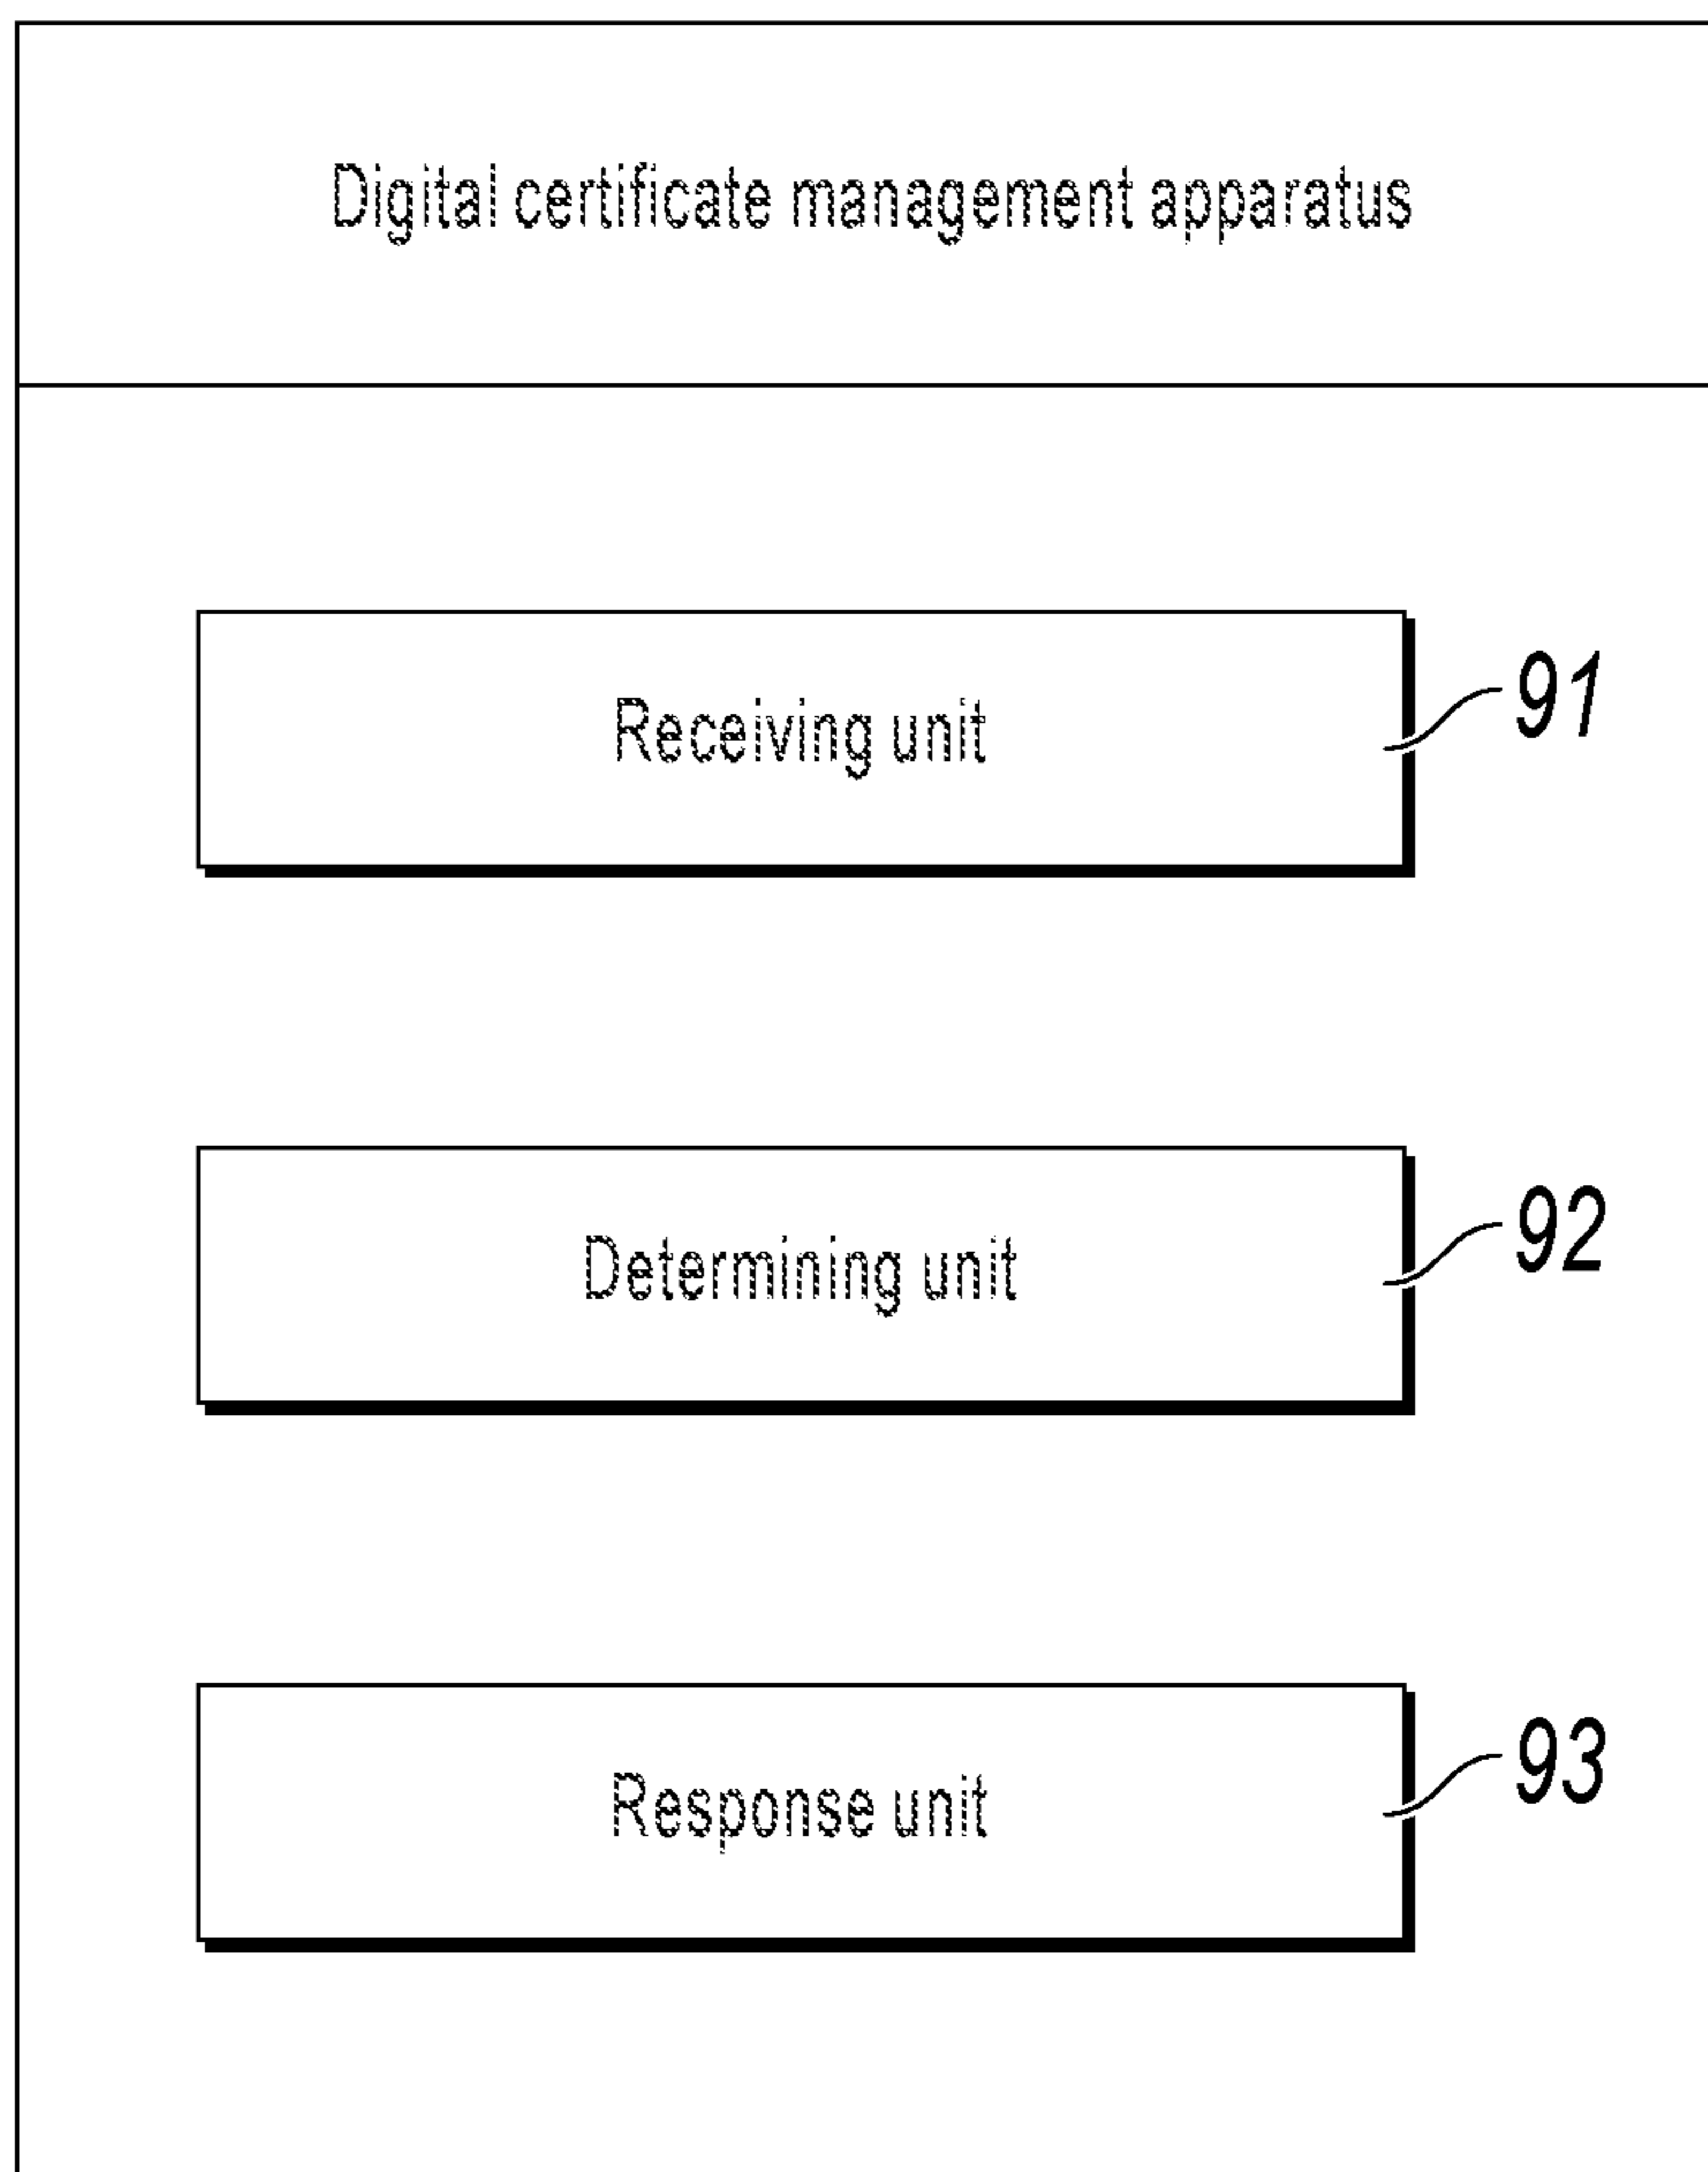 Digital certificate management apparatus
Receiving unit
91
Determining unit
92
Response unit
93